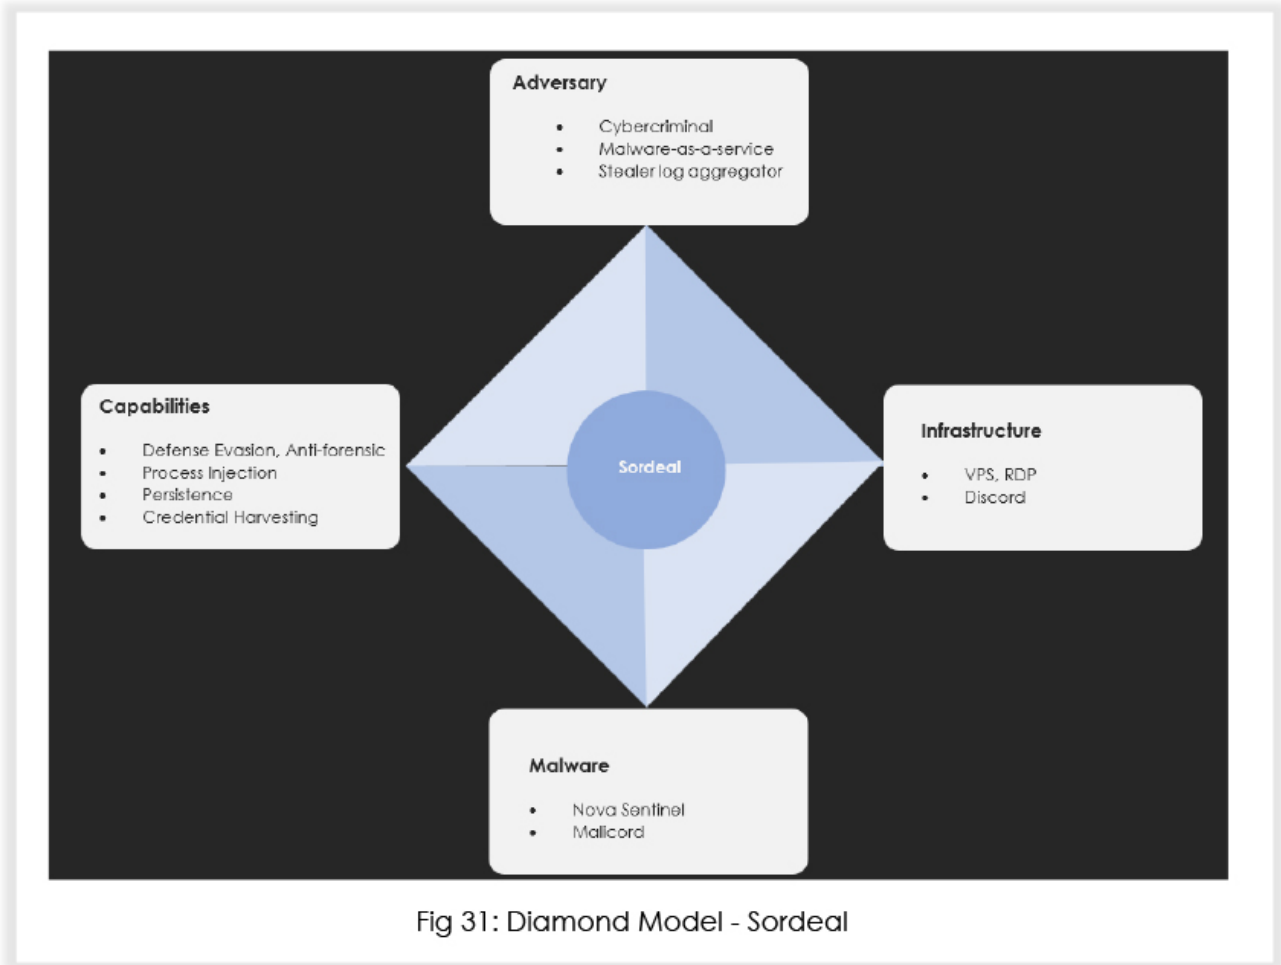 Adversary
• Cybercriminal
• Malware-as-a-service
• Stealer log aggregator
Capabilities
• Defense Evasion, Anti-forensic
• Process Injection
• Persistence
• Credential Harvesting
Sordeal
Infrastructure
• VPS, RDP
• Discord
Malware
• Nova Sentinel
• Malicord
Fig 31: Diamond Model - Sordeal